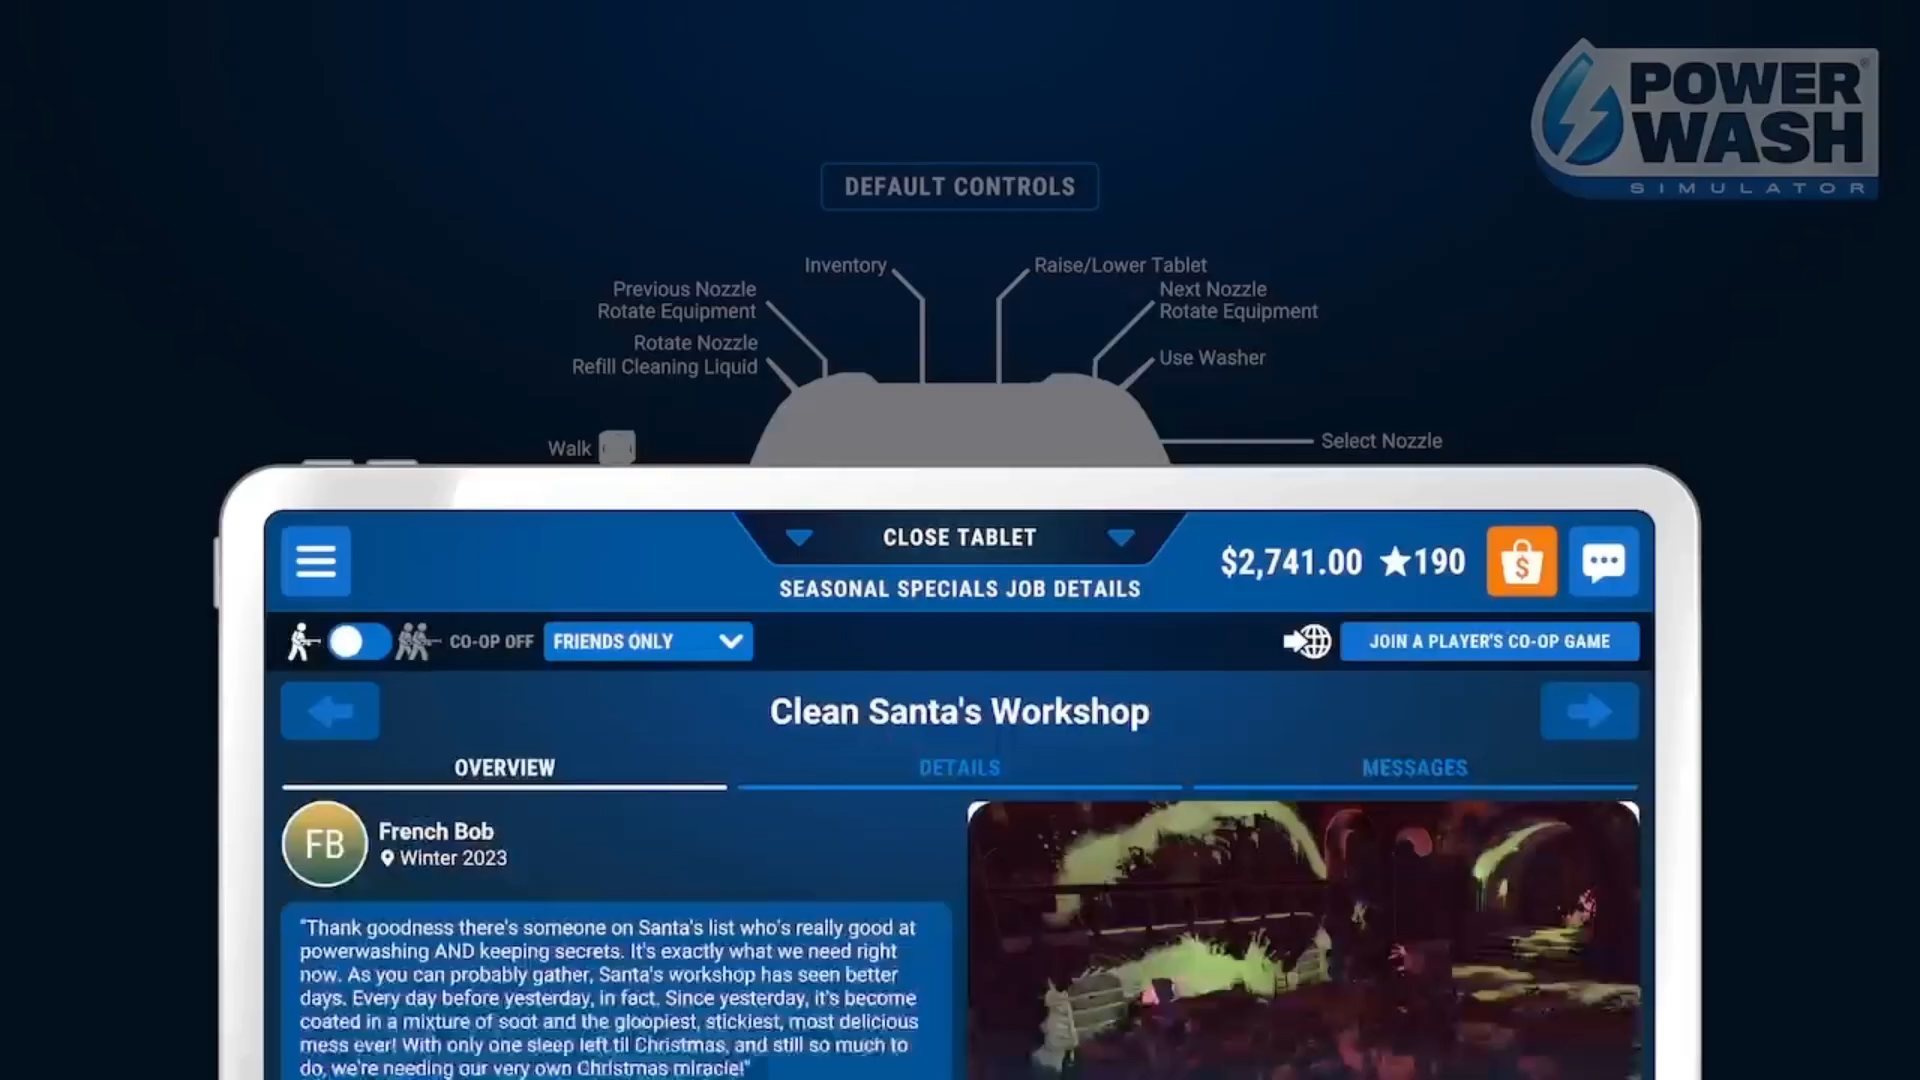 POWER
WASH
SIMULATOR
DEFAULT CONTROLS
Inventory
Raise/Lower Tablet
Previous Nozzle
Rotate Equipment
Next Nozzle
Rotate Equipment
Rotate Nozzle
Refill Cleaning Liquid
Use Washer
Walk
Select Nozzle
CLOSE TABLET
$2,741.00 ★190
SEASONAL SPECIALS JOB DETAILS
CO-OP OFF
FRIENDS ONLY
JOIN A PLAYER'S CO-OP GAME
Clean Santa's Workshop
OVERVIEW
DETAILS
MESSAGES
FB
French Bob
Winter 2023
"Thank goodness there's someone on Santa's list who's really good at
powerwashing AND keeping secrets. It's exactly what we need right
now. As you can probably gather, Santa's workshop has seen better
days. Every day before yesterday, in fact. Since yesterday, it's become
coated in a mixture of soot and the gloopiest, stickiest, most delicious
mess ever! With only one sleep left til Christmas, and still so much to
do, we're needing our very own Christmas miracle!"